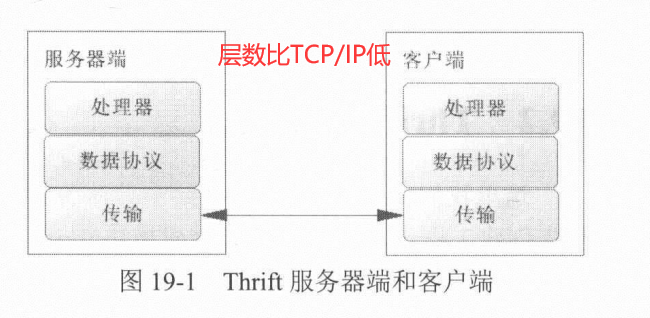 服务器端
层数比TCP/IP低
客户端
处理器
处理器
数据协议
数据协议
传输
传输
图 19-1 Thrift 服务器端和客户端